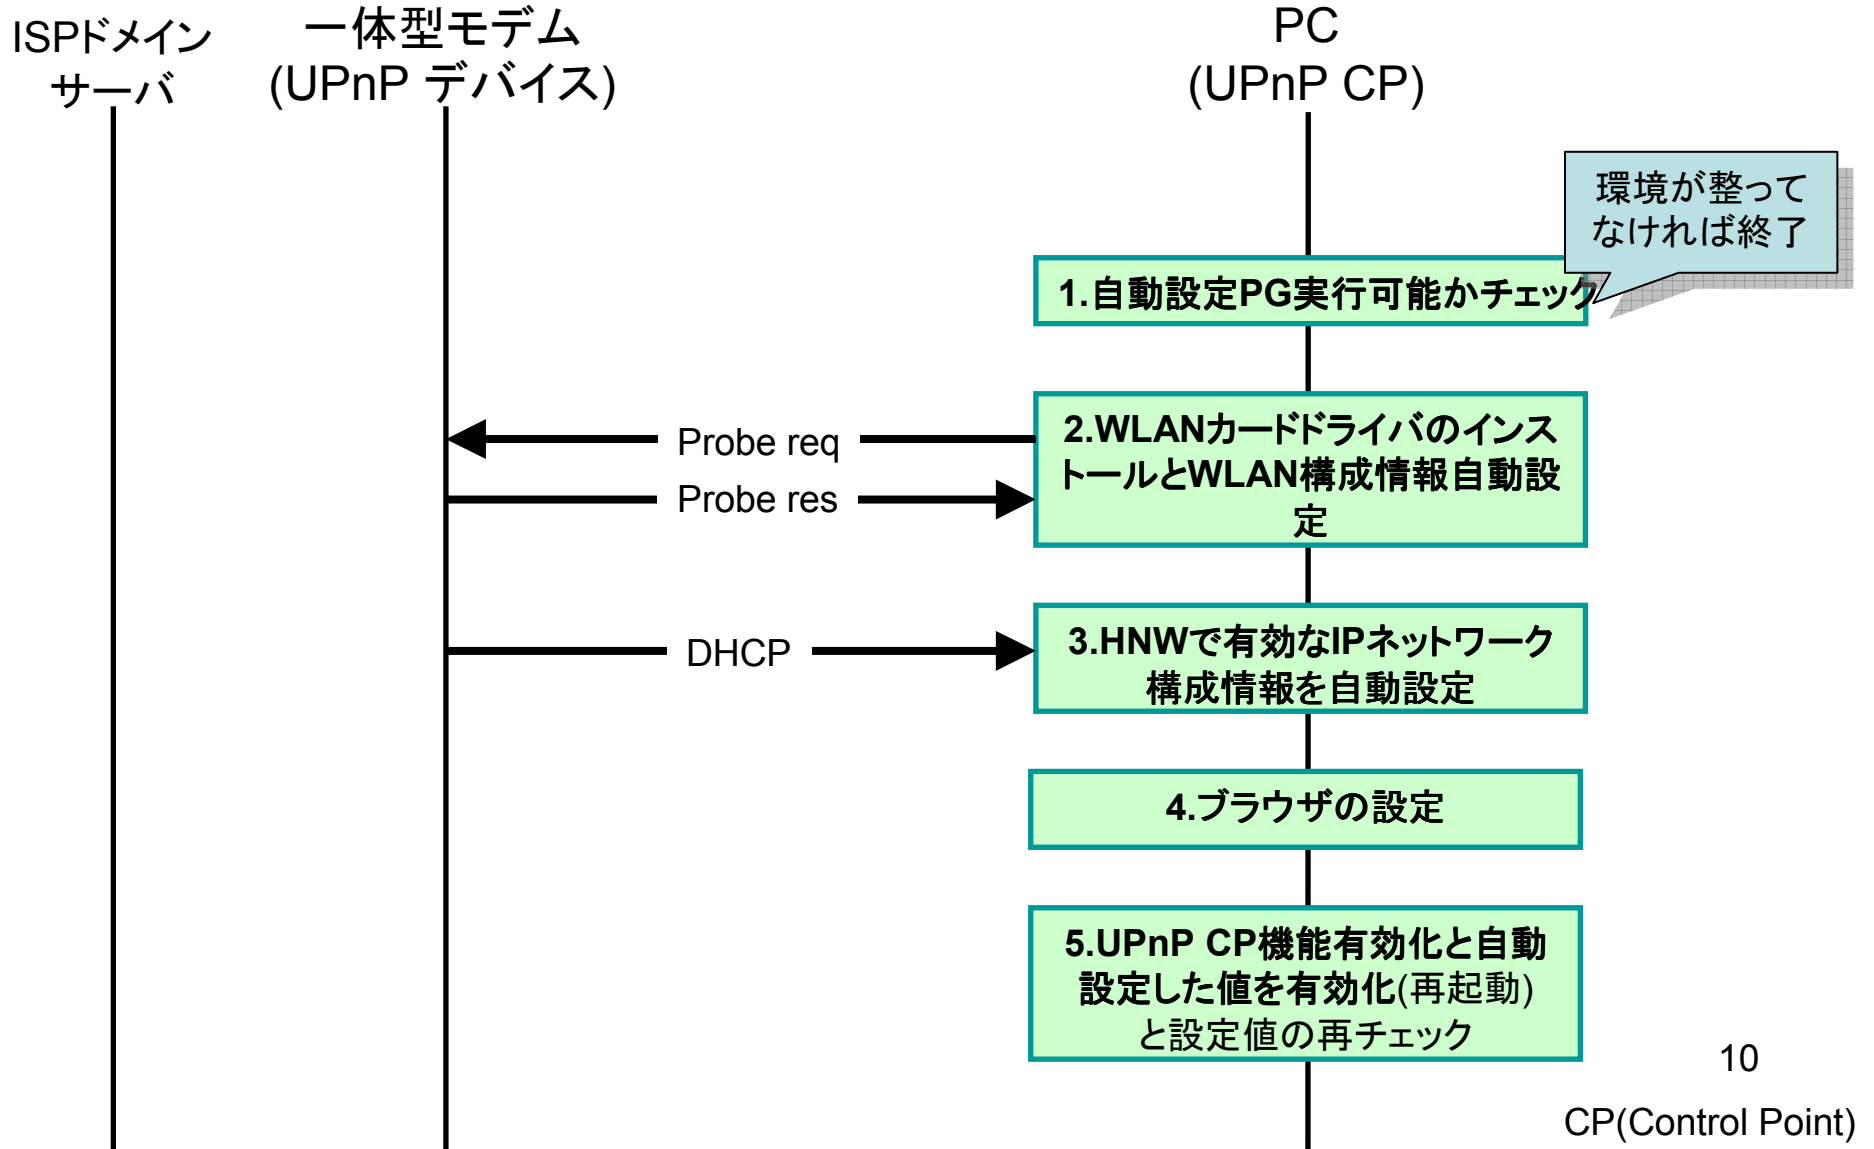 ISPドメイン
サーバ
一体型モデム
(UPnP デバイス)
PC
(UPnP CP)
環境が整って
なければ終了
1.自動設定PG実行可能かチェック
Probe req
Probe res
2.WLANカードドライバのインス
トールとWLAN構成情報自動設
定
DHCP
3.HNWで有効なIPネットワーク
構成情報を自動設定
4.ブラウザの設定
5.UPnP CP機能有効化と自動
設定した値を有効化(再起動)
と設定値の再チェック
10
CP(Control Point)